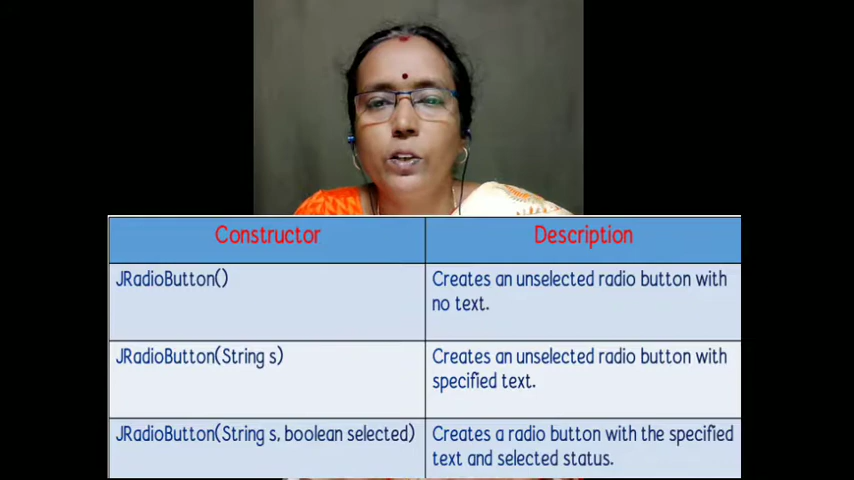 Constructor
Description
JRadioButton()
Creates an unselected radio button with
no text.
JRadioButton(String s)
Creates an unselected radio button with
specified text.
JRadioButton(String s, boolean selected)
Creates a radio button with the specified
text and selected status.